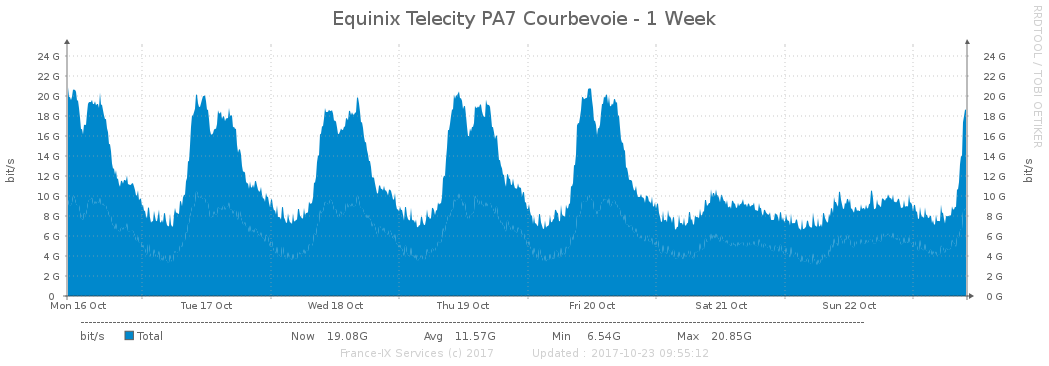 Equinix Telecity PA7 Courbevoie - 1 Week
RRDTOOL / TOBI OETIKER
bit/s
24 G 24 G
22 G 22 G
20 G 20 G
18 G 18 G
16 G 16 G
14 G 14 G
12 G 12 G
10 G 10 G
8 G 8 G
6 G 6 G
4 G 4 G
2 G 2 G
0 0 G
bit/s
Mon 16 Oct Tue 17 Oct Wed 18 Oct Thu 19 Oct Fri 20 Oct Sat 21 Oct Sun 22 Oct
bit/s Total Now 19.08G Avg 11.57G Min 6.54G Max 20.85G
France-IX Services (c) 2017 Updated : 2017-10-23 09:55:12